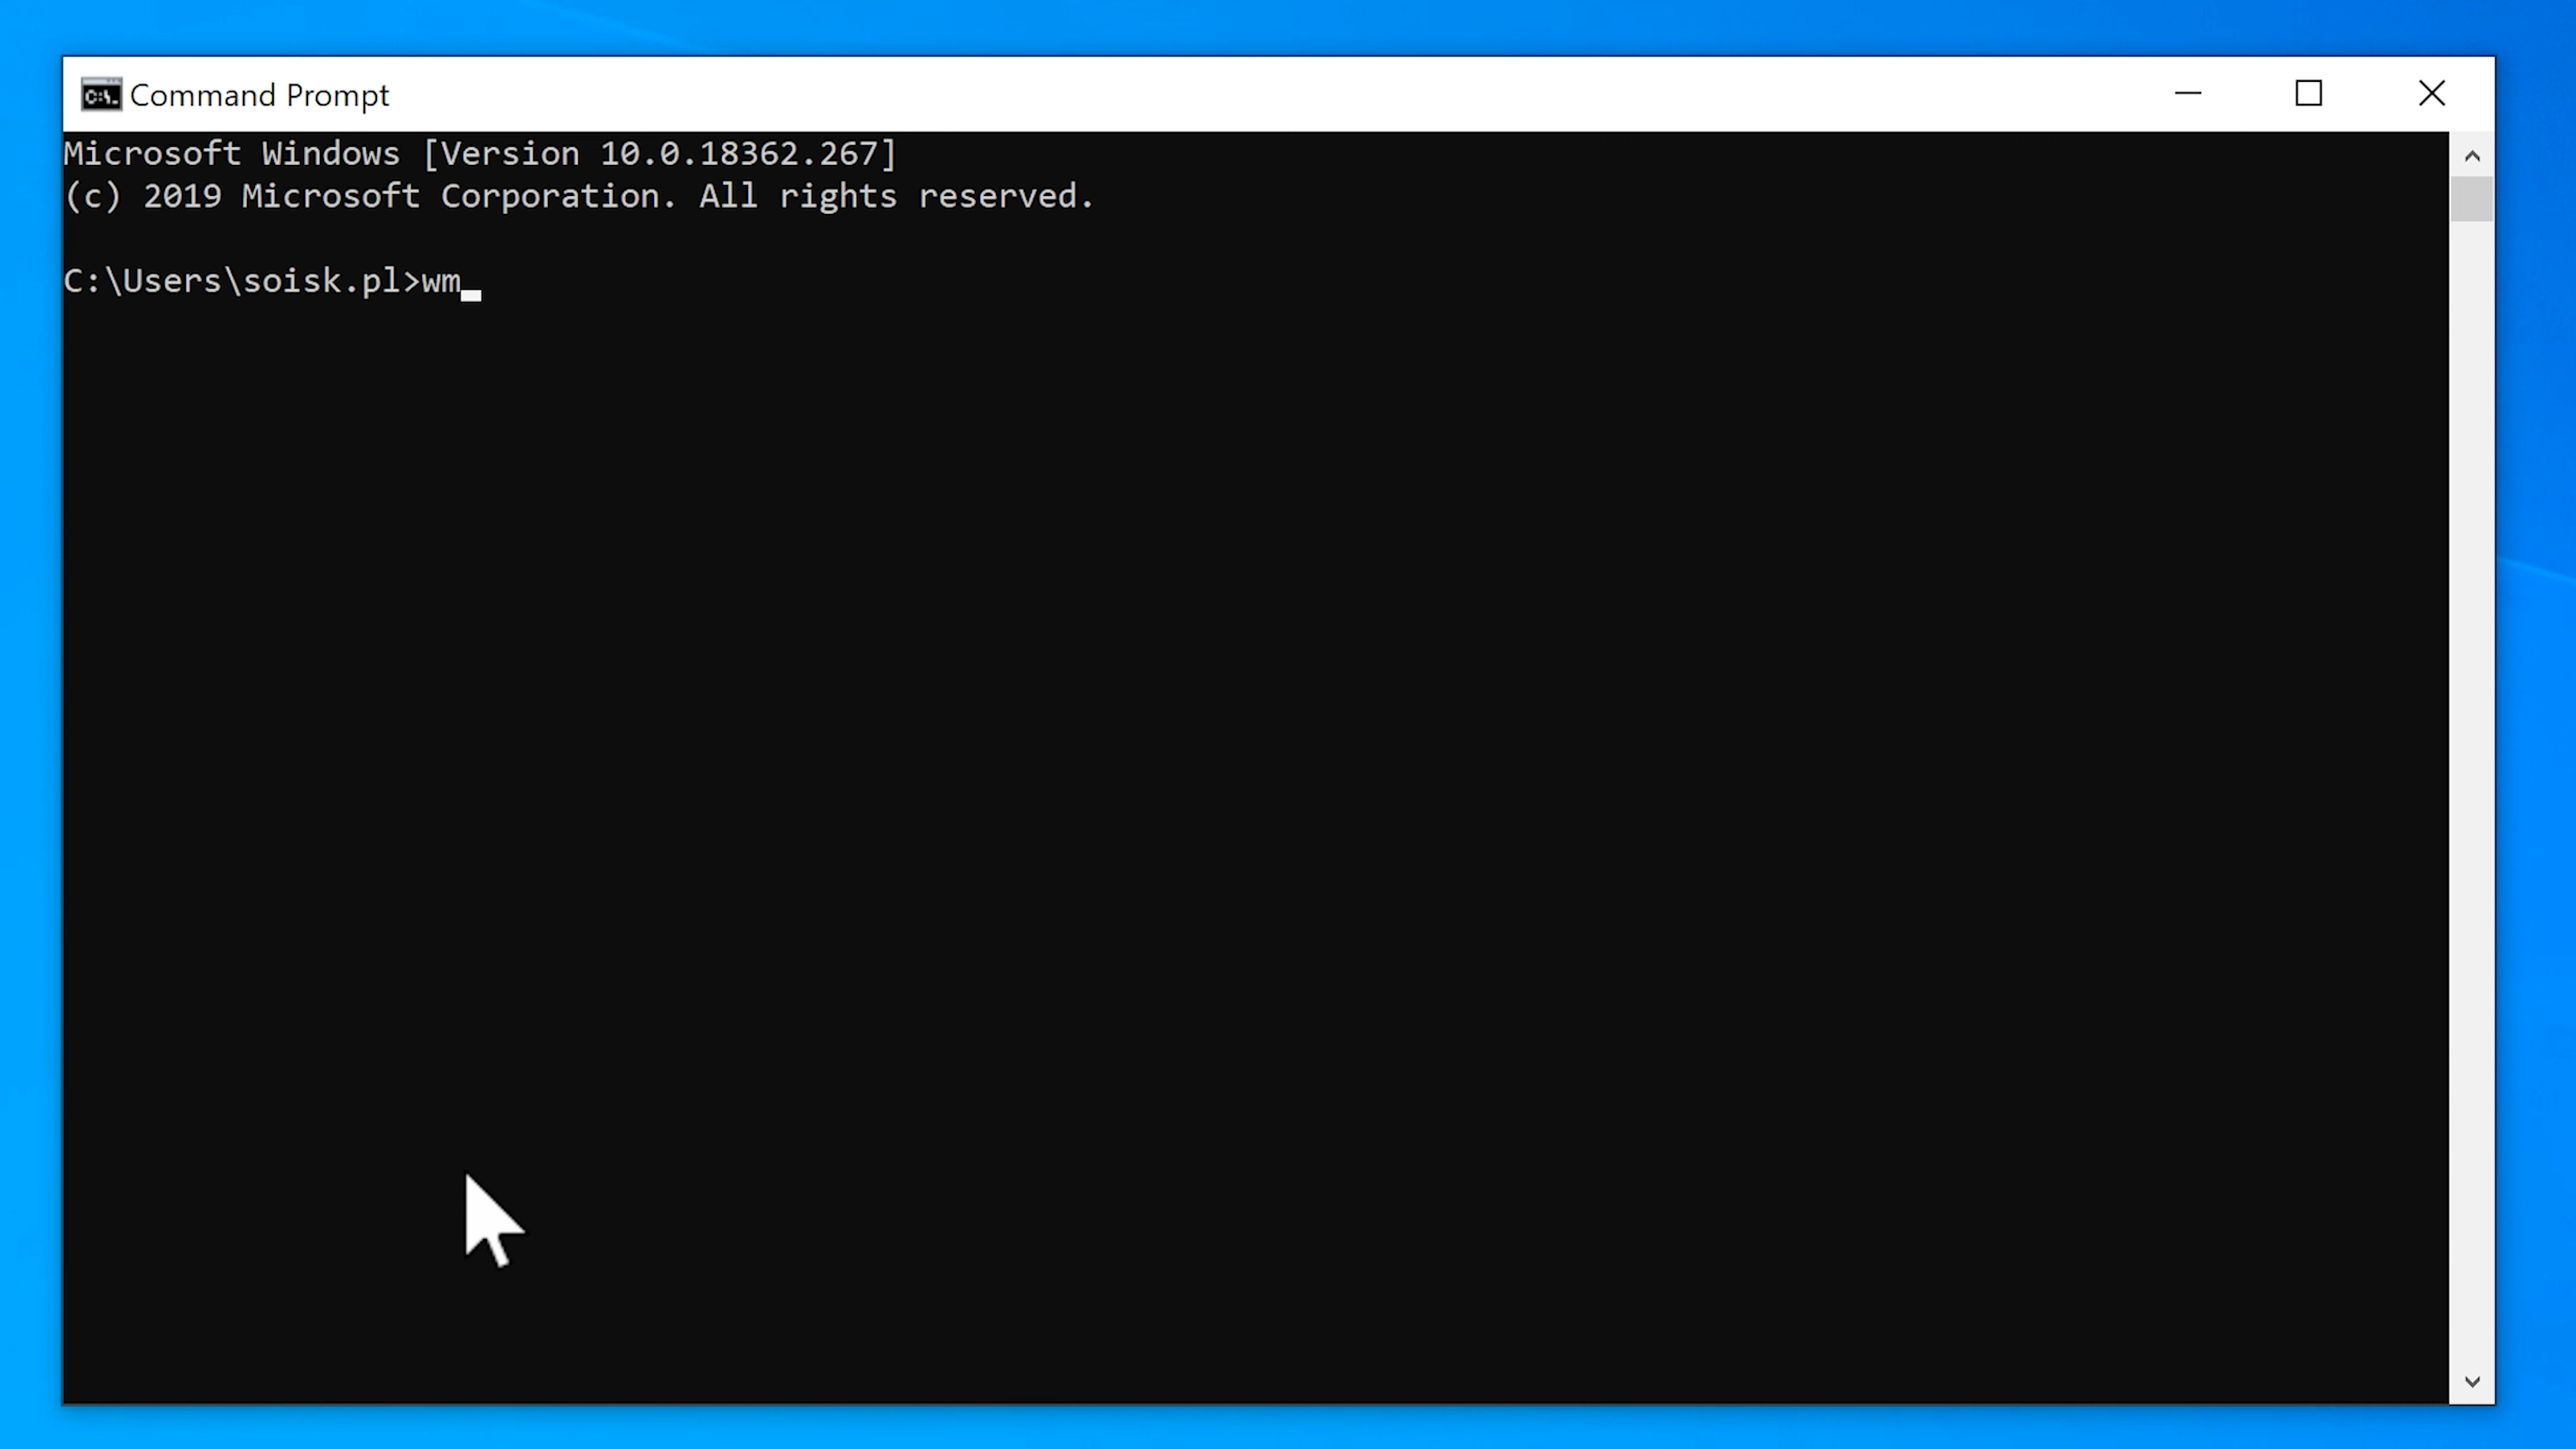 Command Prompt
Microsoft Windows [Version 10.0.18362.267]
(c) 2019 Microsoft Corporation. All rights reserved.
C:\Users\soisk.pl>wm